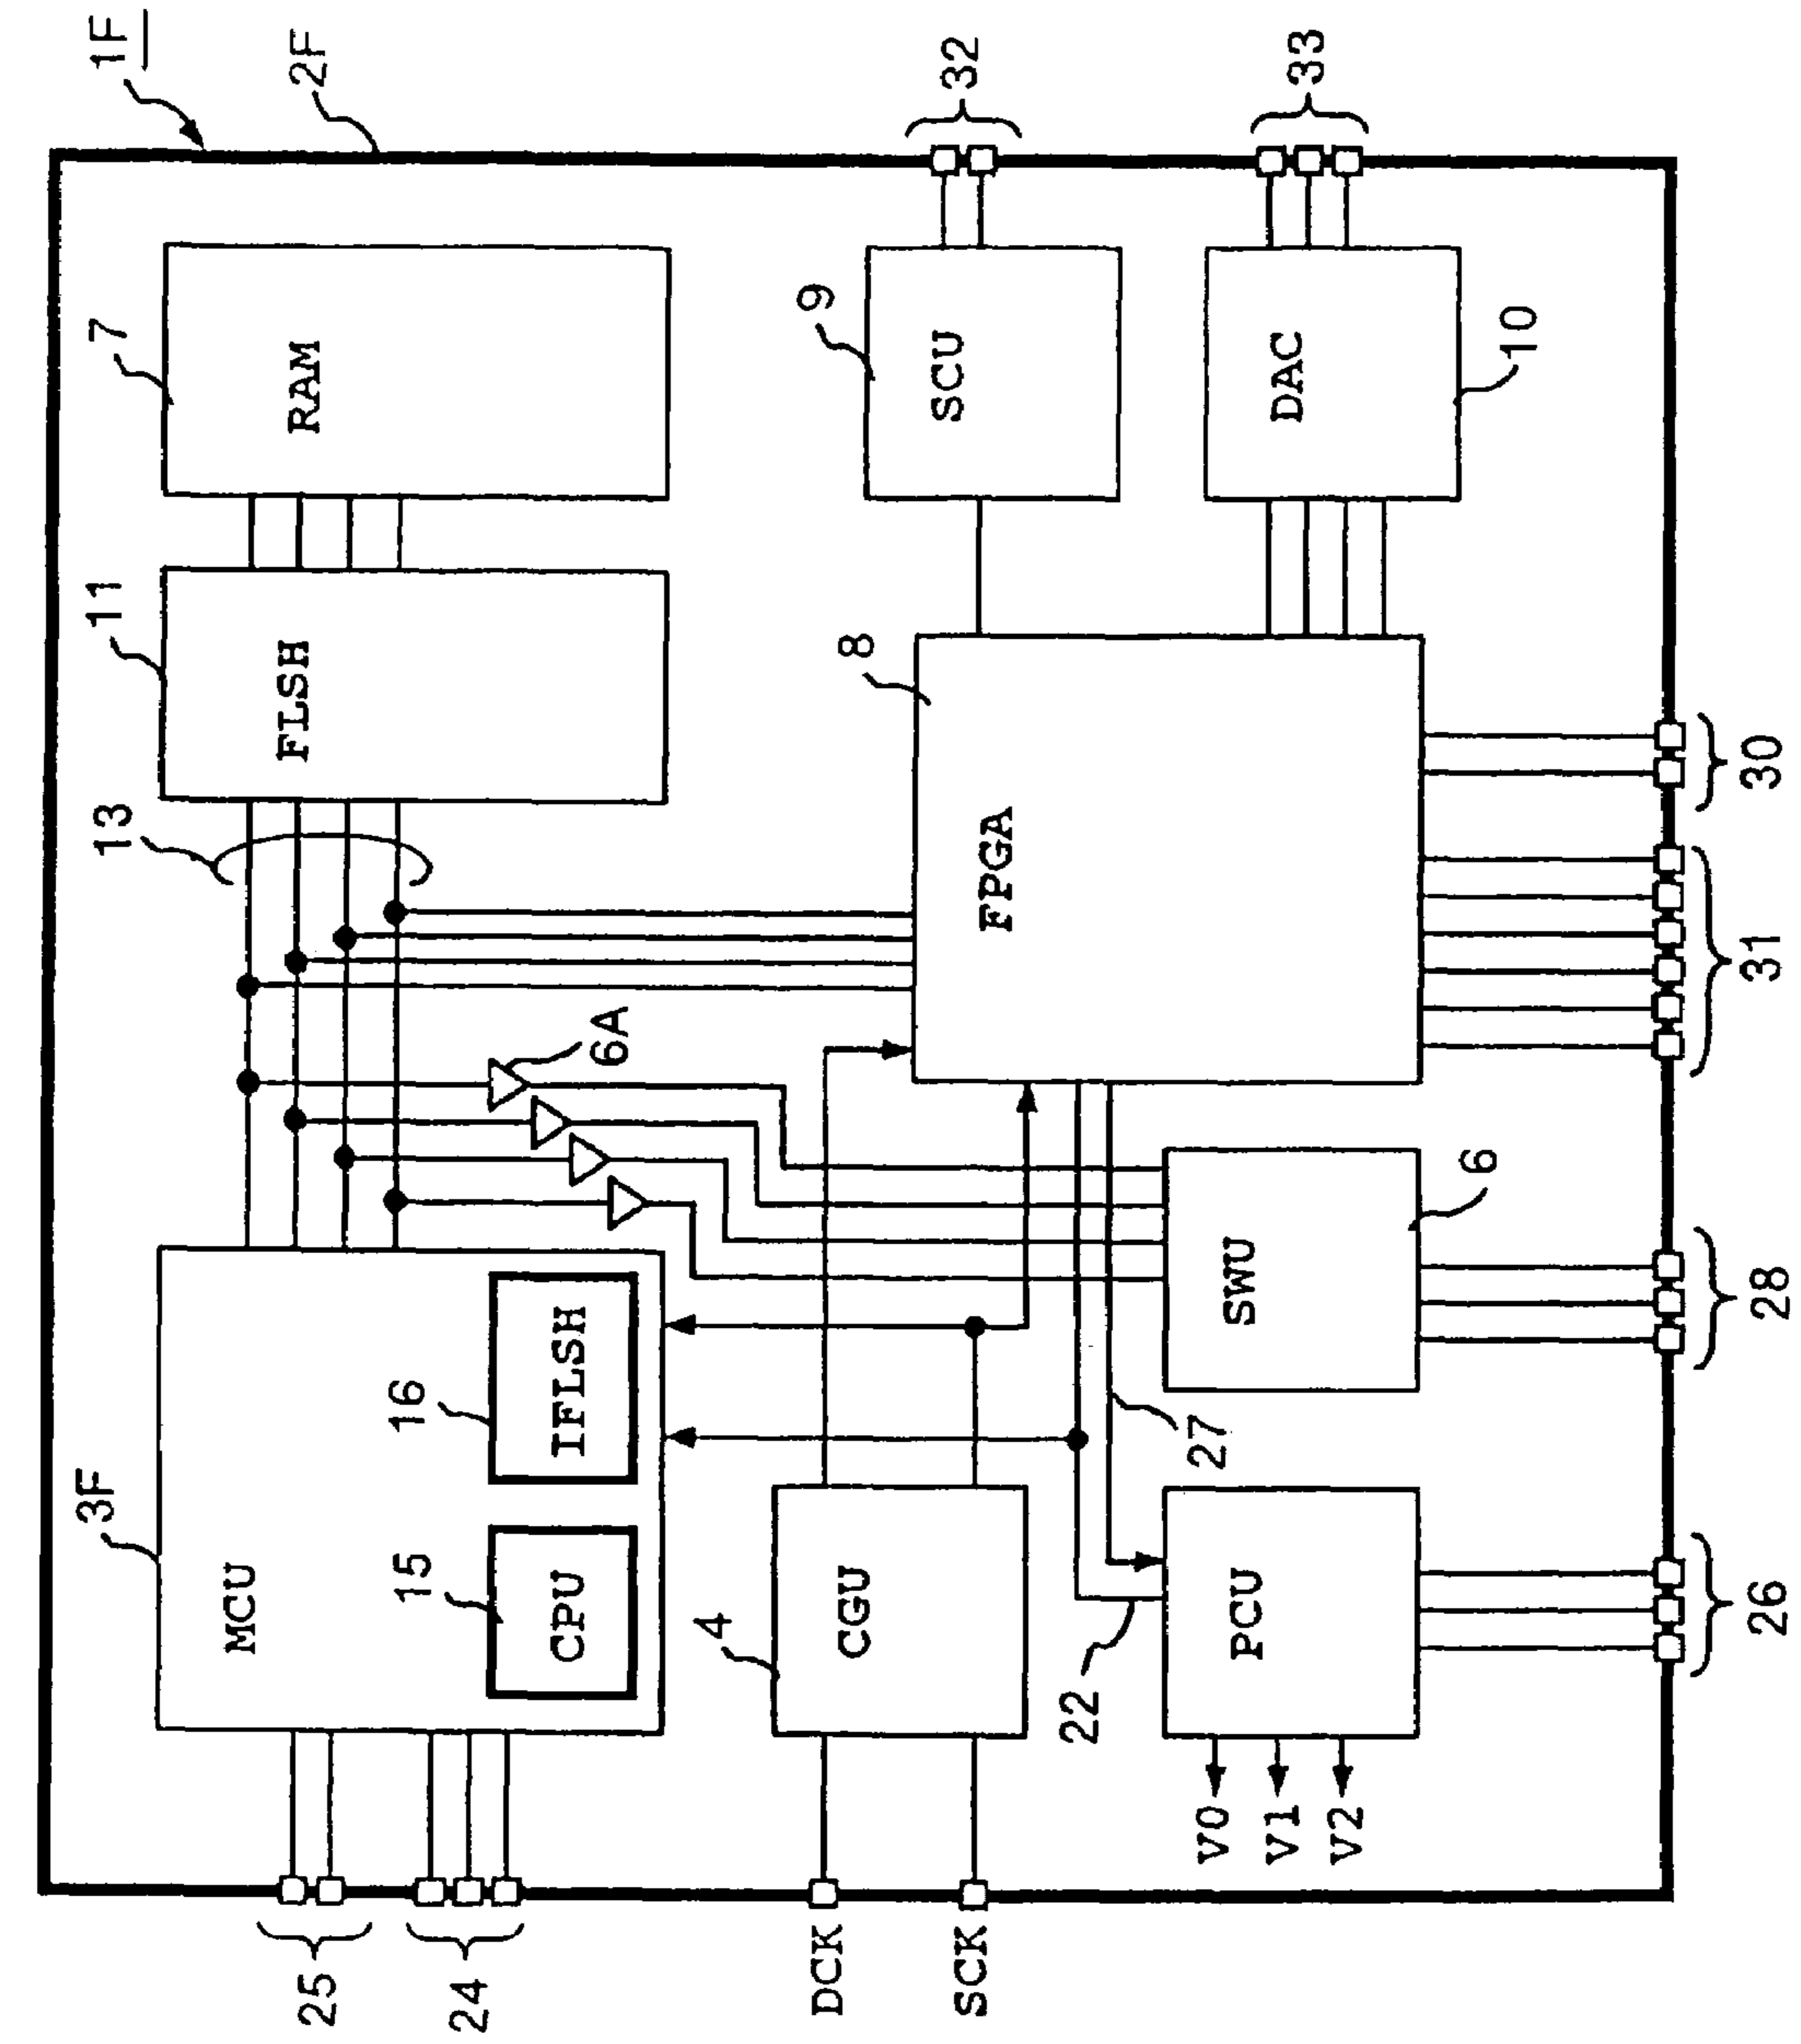 1F
2F
25
24
DCK
SCK
3F
MCU
15
CPU
16
IFLSH
13
11
FLSH
7
RAM
6A
4
CGU
22
27
8
FPGA
9
SCU
32
V0
V1
V2
PCU
SWU
6
DAC
10
33
26
28
31
30